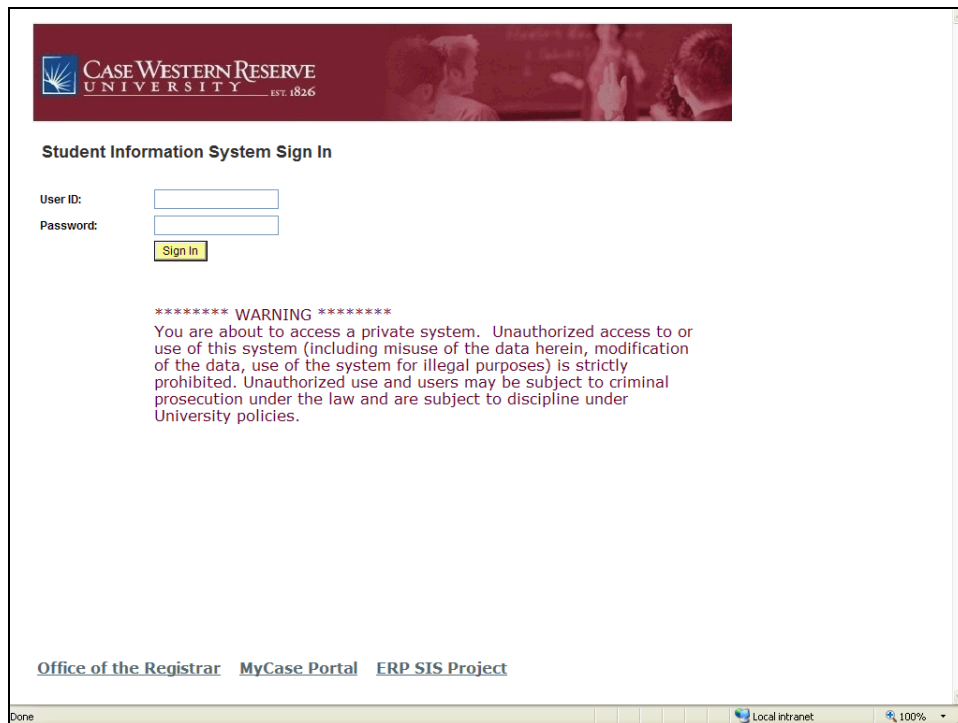 CASE WESTERN RESERVE
UNIVERSITY EST. 1826
Student Information System Sign In
User ID:
Password:
Sign In
******** WARNING ********
You are about to access a private system.  Unauthorized access to or
use of this system (including misuse of the data herein, modification
of the data, use of the system for illegal purposes) is strictly
prohibited. Unauthorized use and users may be subject to criminal
prosecution under the law and are subject to discipline under
University policies.
Office of the Registrar MyCase Portal ERP SIS Project
Done Local intranet 100%